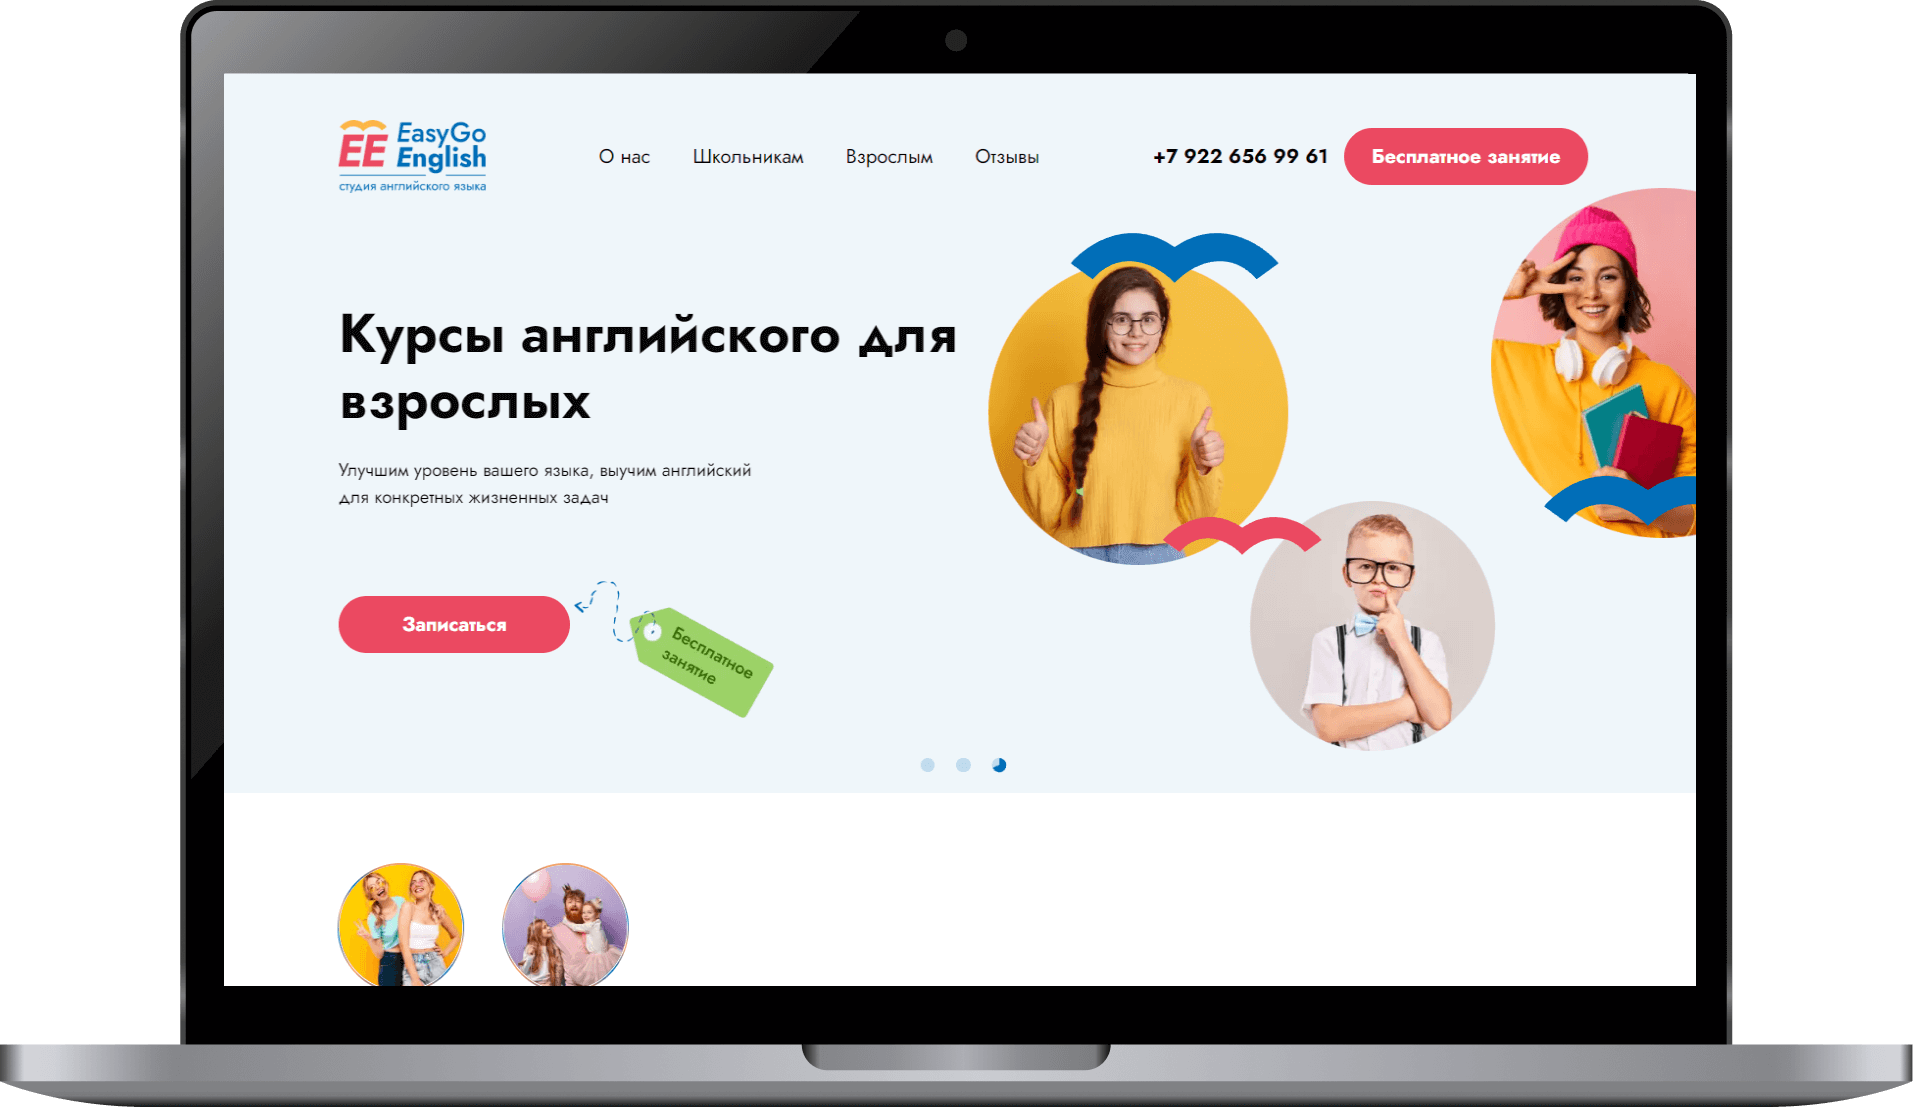 EE EasyGo
English
студия английского языка
О нас Школьникам Взрослым Отзывы +7 922 656 99 61 Бесплатное занятие
Курсы английского для
взрослых
Улучшим уровень вашего языка, выучим английский
для конкретных жизненных задач
Записаться
Бесплатное
занятие